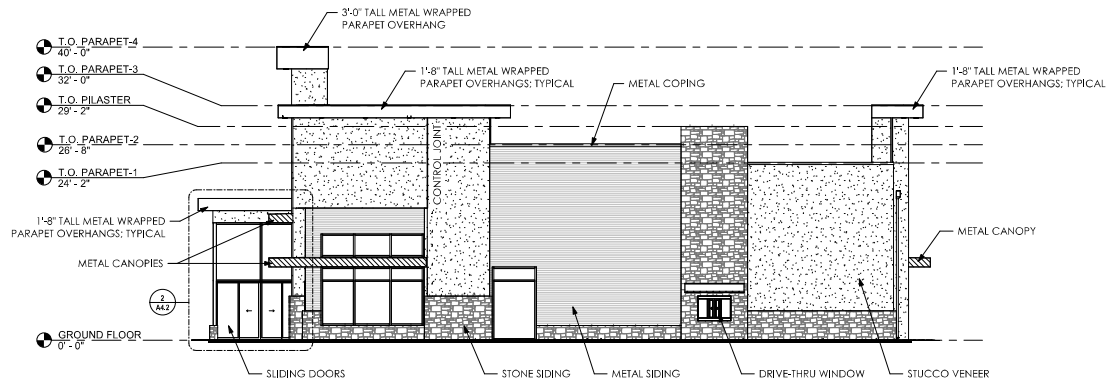 3'-0" TALL METAL WRAPPED
PARAPET OVERHANG
T.O. PARAPET-4
40' - 0"
T.O. PARAPET-3
32' - 0"
1'-8" TALL METAL WRAPPED
PARAPET OVERHANGS; TYPICAL
METAL COPING
1'-8" TALL METAL WRAPPED
PARAPET OVERHANGS; TYPICAL
T.O. PILASTER
29' - 2"
T.O. PARAPET-2
26' - 8"
T.O. PARAPET-1
24' - 2"
CONTROL JOINT
1'-8" TALL METAL WRAPPED
PARAPET OVERHANGS; TYPICAL
METAL CANOPIES
METAL CANOPY
2
A4.2
GROUND FLOOR
0' - 0"
SLIDING DOORS
STONE SIDING
METAL SIDING
DRIVE-THRU WINDOW
STUCCO VENEER